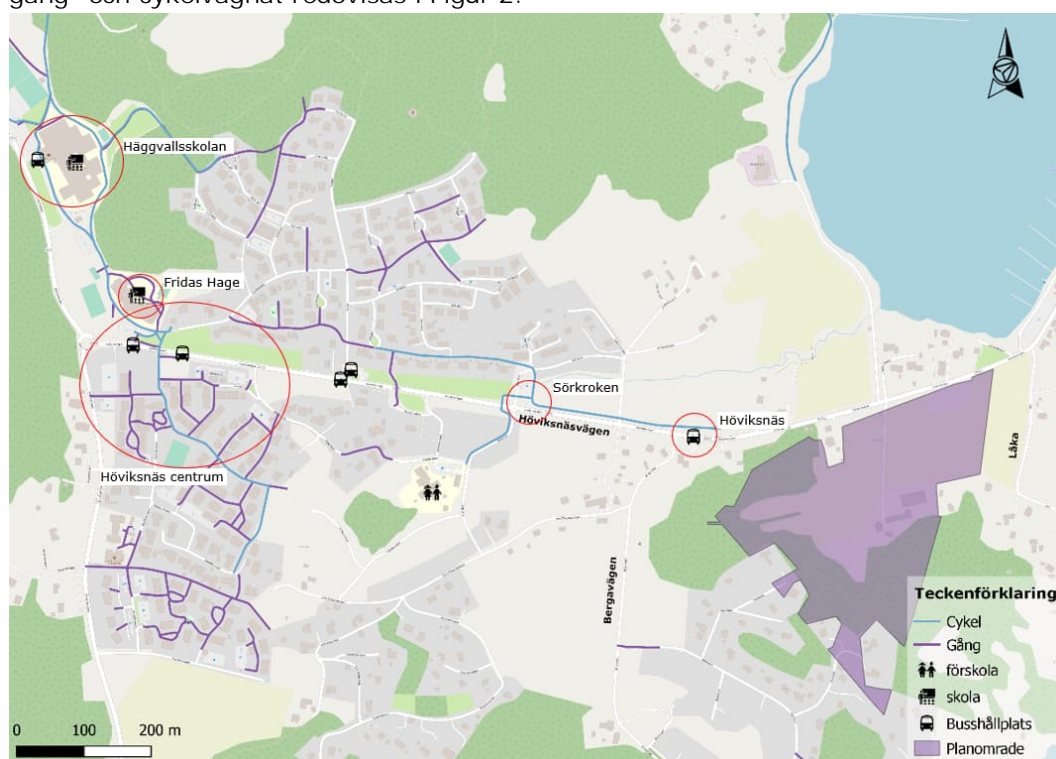 gång- och cykelvägnät redovisas i Figur 2.
Häggvallsskolan
Fridas Hage
Sörkroken
Höviksnäs
Höviksnäsvägen
Höviksnäs centrum
Låka
Bergavägen
Teckenförklaring
Cykel
Gång
förskola
skola
Busshållplats
Planområde
0 100 200 m